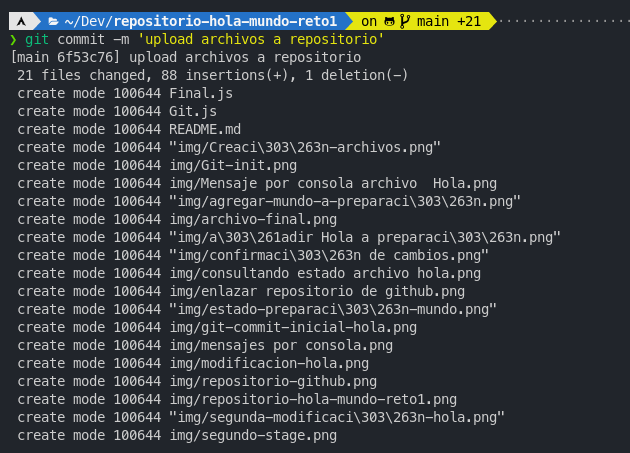 ~/Dev/repositorio-hola-mundo-reto1 on main +21
❯ git commit -m 'upload archivos a repositorio'
[main 6f53c76] upload archivos a repositorio
21 files changed, 88 insertions(+), 1 deletion(-)
create mode 100644 Final.js
create mode 100644 Git.js
create mode 100644 README.md
create mode 100644 "img/Creaci\303\263n-archivos.png"
create mode 100644 img/Git-init.png
create mode 100644 img/Mensaje por consola archivo  Hola.png
create mode 100644 "img/agregar-mundo-a-preparaci\303\263n.png"
create mode 100644 img/archivo-final.png
create mode 100644 "img/a\303\261adir Hola a preparaci\303\263n.png"
create mode 100644 "img/confirmaci\303\263n de cambios.png"
create mode 100644 img/consultando estado archivo hola.png
create mode 100644 img/enlazar repositorio de github.png
create mode 100644 "img/estado-preparaci\303\263n-mundo.png"
create mode 100644 img/git-commit-inicial-hola.png
create mode 100644 img/mensajes por consola.png
create mode 100644 img/modificacion-hola.png
create mode 100644 img/repositorio-github.png
create mode 100644 img/repositorio-hola-mundo-reto1.png
create mode 100644 "img/segunda-modificaci\303\263n-hola.png"
create mode 100644 img/segundo-stage.png